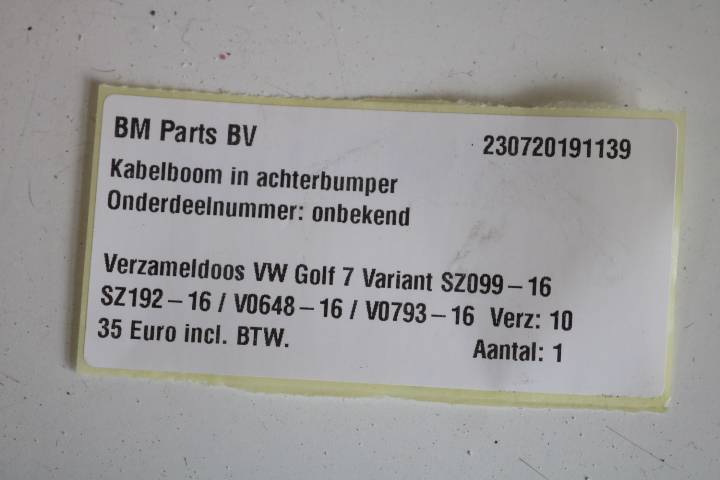 BM Parts BV 230720191139
Kabelboom in achterbumper
Onderdeelnummer: onbekend
Verzameldoos VW Golf 7 Variant SZ099-16
SZ192-16 / V0648-16 / V0793-16 Verz: 10
35 Euro incl. BTW. Aantal: 1